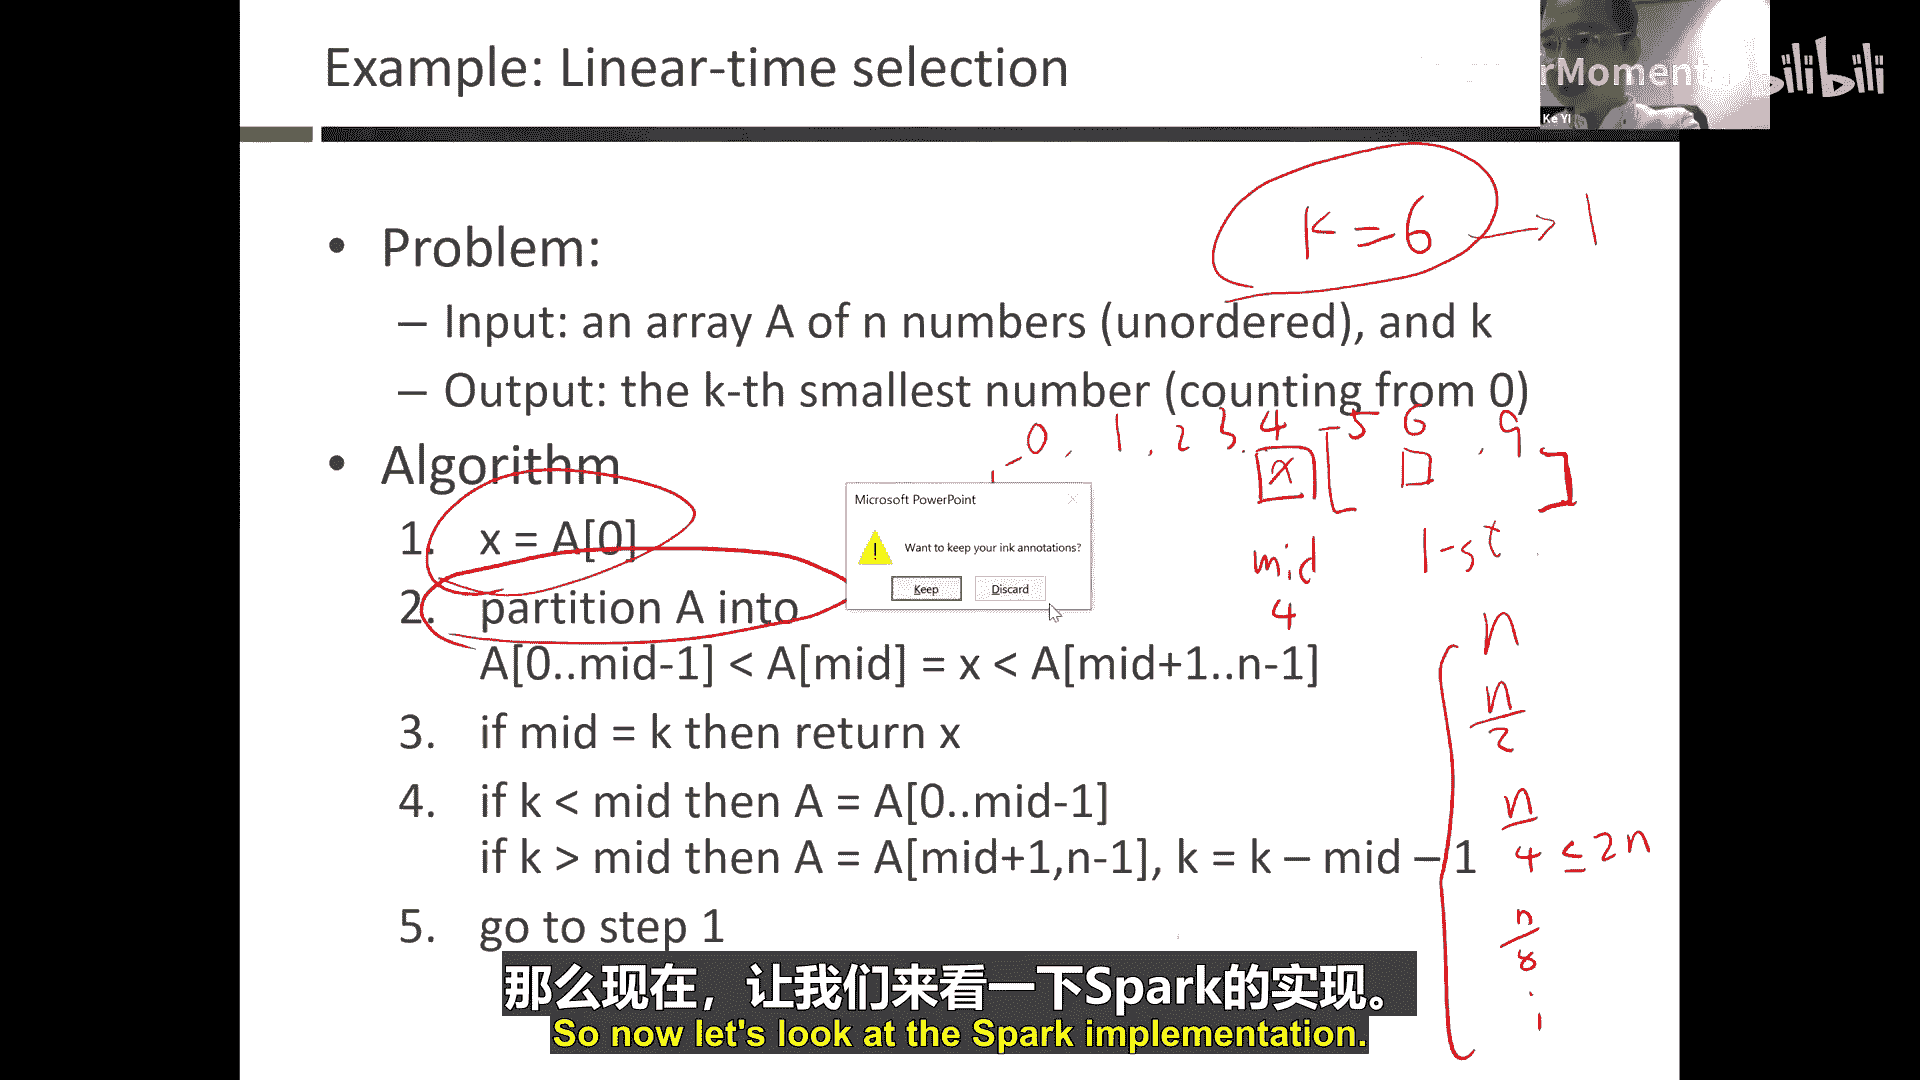 Example: Linear-time selection
rMoment
bilibili
Ke Yi
k=6 → 1
• Problem:
– Input: an array A of n numbers (unordered), and k
– Output: the k-th smallest number (counting from 0)
0, 1, 2 3. 4 5 6 . 9
• Algorithm
x
Microsoft PowerPoint
Want to keep your ink annotations?
Keep Discard
1. x = A[0]
mid 1-st
4
2. partition A into
A[0..mid-1] < A[mid] = x < A[mid+1..n-1]
3. if mid = k then return x
4. if k < mid then A = A[0..mid-1]
if k > mid then A = A[mid+1,n-1], k = k – mid – 1
5. go to step 1
n
n/2
n/4 ≤ 2n
n/8
那么现在，让我们来看一下Spark的实现。
So now let's look at the Spark implementation.